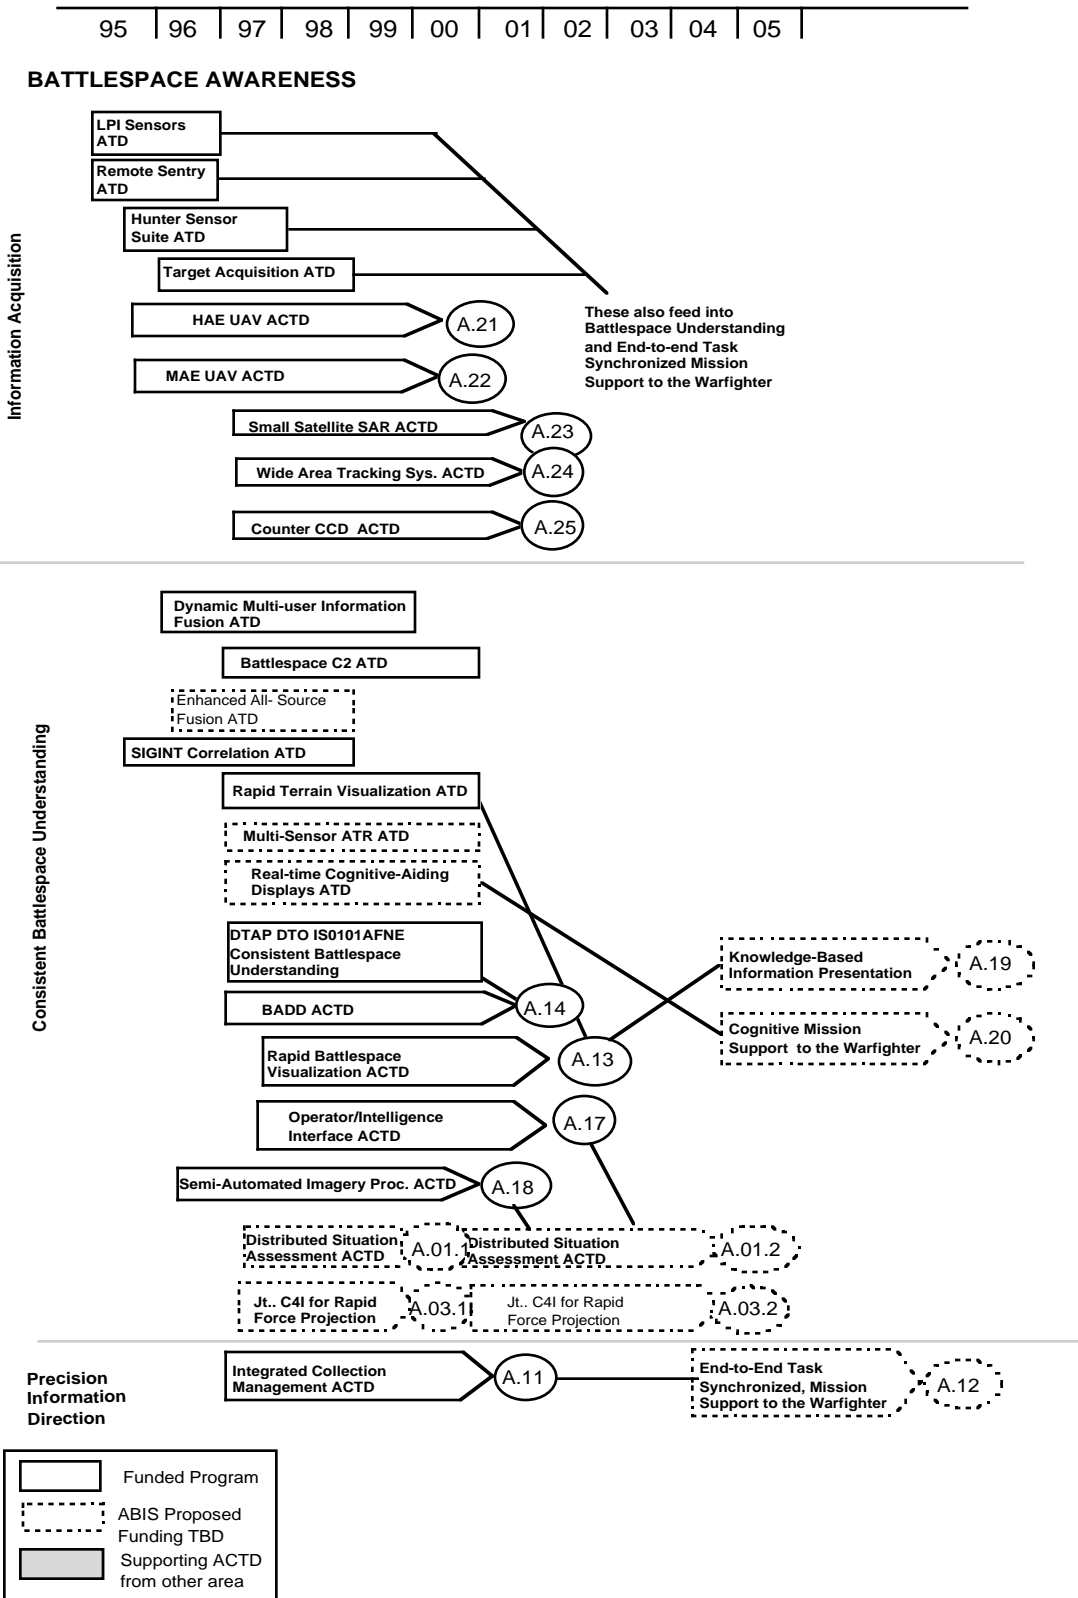 95 96 97 98 99 00 01 02 03 04 05
BATTLESPACE AWARENESS
Information Acquisition
LPI Sensors
ATD
Remote Sentry
ATD
Hunter Sensor
Suite ATD
Target Acquisition ATD
HAE UAV ACTD
A.21
These also feed into
Battlespace Understanding
and End-to-end Task
Synchronized Mission
Support to the Warfighter
MAE UAV ACTD
A.22
Small Satellite SAR ACTD
A.23
Wide Area Tracking Sys. ACTD
A.24
Counter CCD ACTD
A.25
Consistent Battlespace Understanding
Dynamic Multi-user Information
Fusion ATD
Battlespace C2 ATD
Enhanced All- Source
Fusion ATD
SIGINT Correlation ATD
Rapid Terrain Visualization ATD
Multi-Sensor ATR ATD
Real-time Cognitive-Aiding
Displays ATD
DTAP DTO IS0101AFNE
Consistent Battlespace
Understanding
Knowledge-Based
Information Presentation
A.19
BADD ACTD
A.14
Cognitive Mission
Support to the Warfighter
A.20
Rapid Battlespace
Visualization ACTD
A.13
Operator/Intelligence
Interface ACTD
A.17
Semi-Automated Imagery Proc. ACTD
A.18
Distributed Situation
Assessment ACTD
A.01.1
Distributed Situation
Assessment ACTD
A.01.2
Jt.. C4I for Rapid
Force Projection
A.03.1
Jt.. C4I for Rapid
Force Projection
A.03.2
Precision
Information
Direction
Integrated Collection
Management ACTD
A.11
End-to-End Task
Synchronized, Mission
Support to the Warfighter
A.12
Funded Program
ABIS Proposed
Funding TBD
Supporting ACTD
from other area